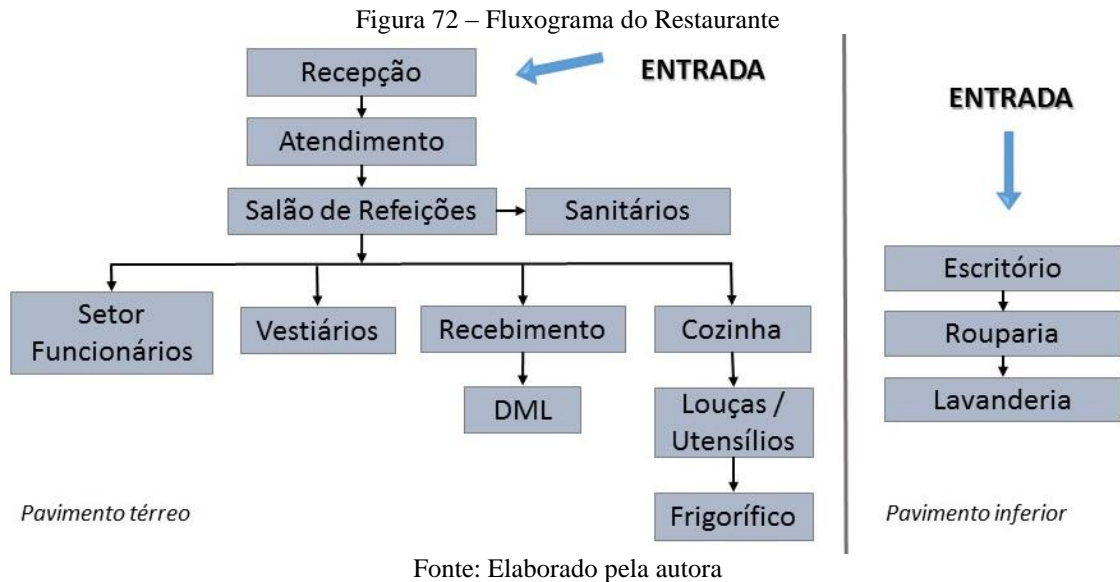 Figura 72 – Fluxograma do Restaurante
Recepção
ENTRADA
Atendimento
Salão de Refeições
Sanitários
Setor
Funcionários
Vestiários
Recebimento
Cozinha
DML
Louças /
Utensílios
Frigorífico
Pavimento térreo
ENTRADA
Escritório
Rouparia
Lavanderia
Pavimento inferior
Fonte: Elaborado pela autora